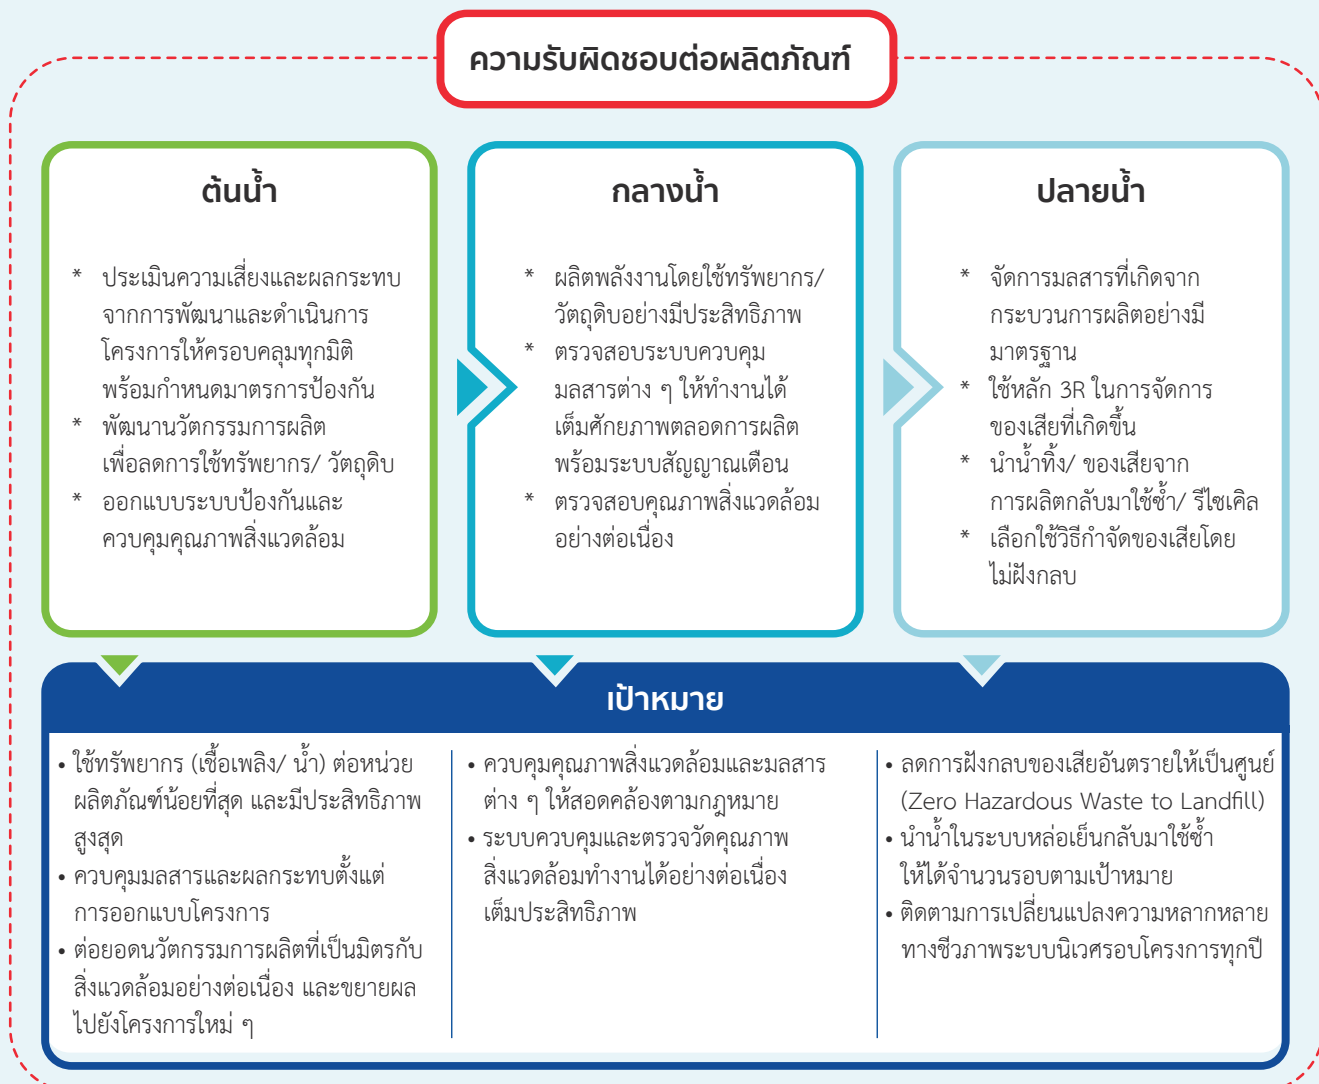 ความรับผิดชอบต่อผลิตภัณฑ์
ต้นน้ำ
* ประเมินความเสี่ยงและผลกระทบ
จากการพัฒนาและดำเนินการ
โครงการให้ครอบคลุมทุกมิติ
พร้อมกำหนดมาตรการป้องกัน
* พัฒนานวัตกรรมการผลิต
เพื่อลดการใช้ทรัพยากร/ วัตถุดิบ
* ออกแบบระบบป้องกันและ
ควบคุมคุณภาพสิ่งแวดล้อม
กลางน้ำ
* ผลิตพลังงานโดยใช้ทรัพยากร/
วัตถุดิบอย่างมีประสิทธิภาพ
* ตรวจสอบระบบควบคุม
มลสารต่าง ๆ ให้ทำงานได้
เต็มศักยภาพตลอดการผลิต
พร้อมระบบสัญญาณเตือน
* ตรวจสอบคุณภาพสิ่งแวดล้อม
อย่างต่อเนื่อง
ปลายน้ำ
* จัดการมลสารที่เกิดจาก
กระบวนการผลิตอย่างมี
มาตรฐาน
* ใช้หลัก 3R ในการจัดการ
ของเสียที่เกิดขึ้น
* นำน้ำทิ้ง/ ของเสียจาก
การผลิตกลับมาใช้ซ้ำ/ รีไซเคิล
* เลือกใช้วิธีกำจัดของเสียโดย
ไม่ฝังกลบ
เป้าหมาย
• ใช้ทรัพยากร (เชื้อเพลิง/ น้ำ) ต่อหน่วย
ผลิตภัณฑ์น้อยที่สุด และมีประสิทธิภาพ
สูงสุด
• ควบคุมมลสารและผลกระทบตั้งแต่
การออกแบบโครงการ
• ต่อยอดนวัตกรรมการผลิตที่เป็นมิตรกับ
สิ่งแวดล้อมอย่างต่อเนื่อง และขยายผล
ไปยังโครงการใหม่ ๆ
• ควบคุมคุณภาพสิ่งแวดล้อมและมลสาร
ต่าง ๆ ให้สอดคล้องตามกฎหมาย
• ระบบควบคุมและตรวจวัดคุณภาพ
สิ่งแวดล้อมทำงานได้อย่างต่อเนื่อง
เต็มประสิทธิภาพ
• ลดการฝังกลบของเสียอันตรายให้เป็นศูนย์
(Zero Hazardous Waste to Landfill)
• นำน้ำในระบบหล่อเย็นกลับมาใช้ซ้ำ
ให้ได้จำนวนรอบตามเป้าหมาย
• ติดตามการเปลี่ยนแปลงความหลากหลาย
ทางชีวภาพระบบนิเวศรอบโครงการทุกปี